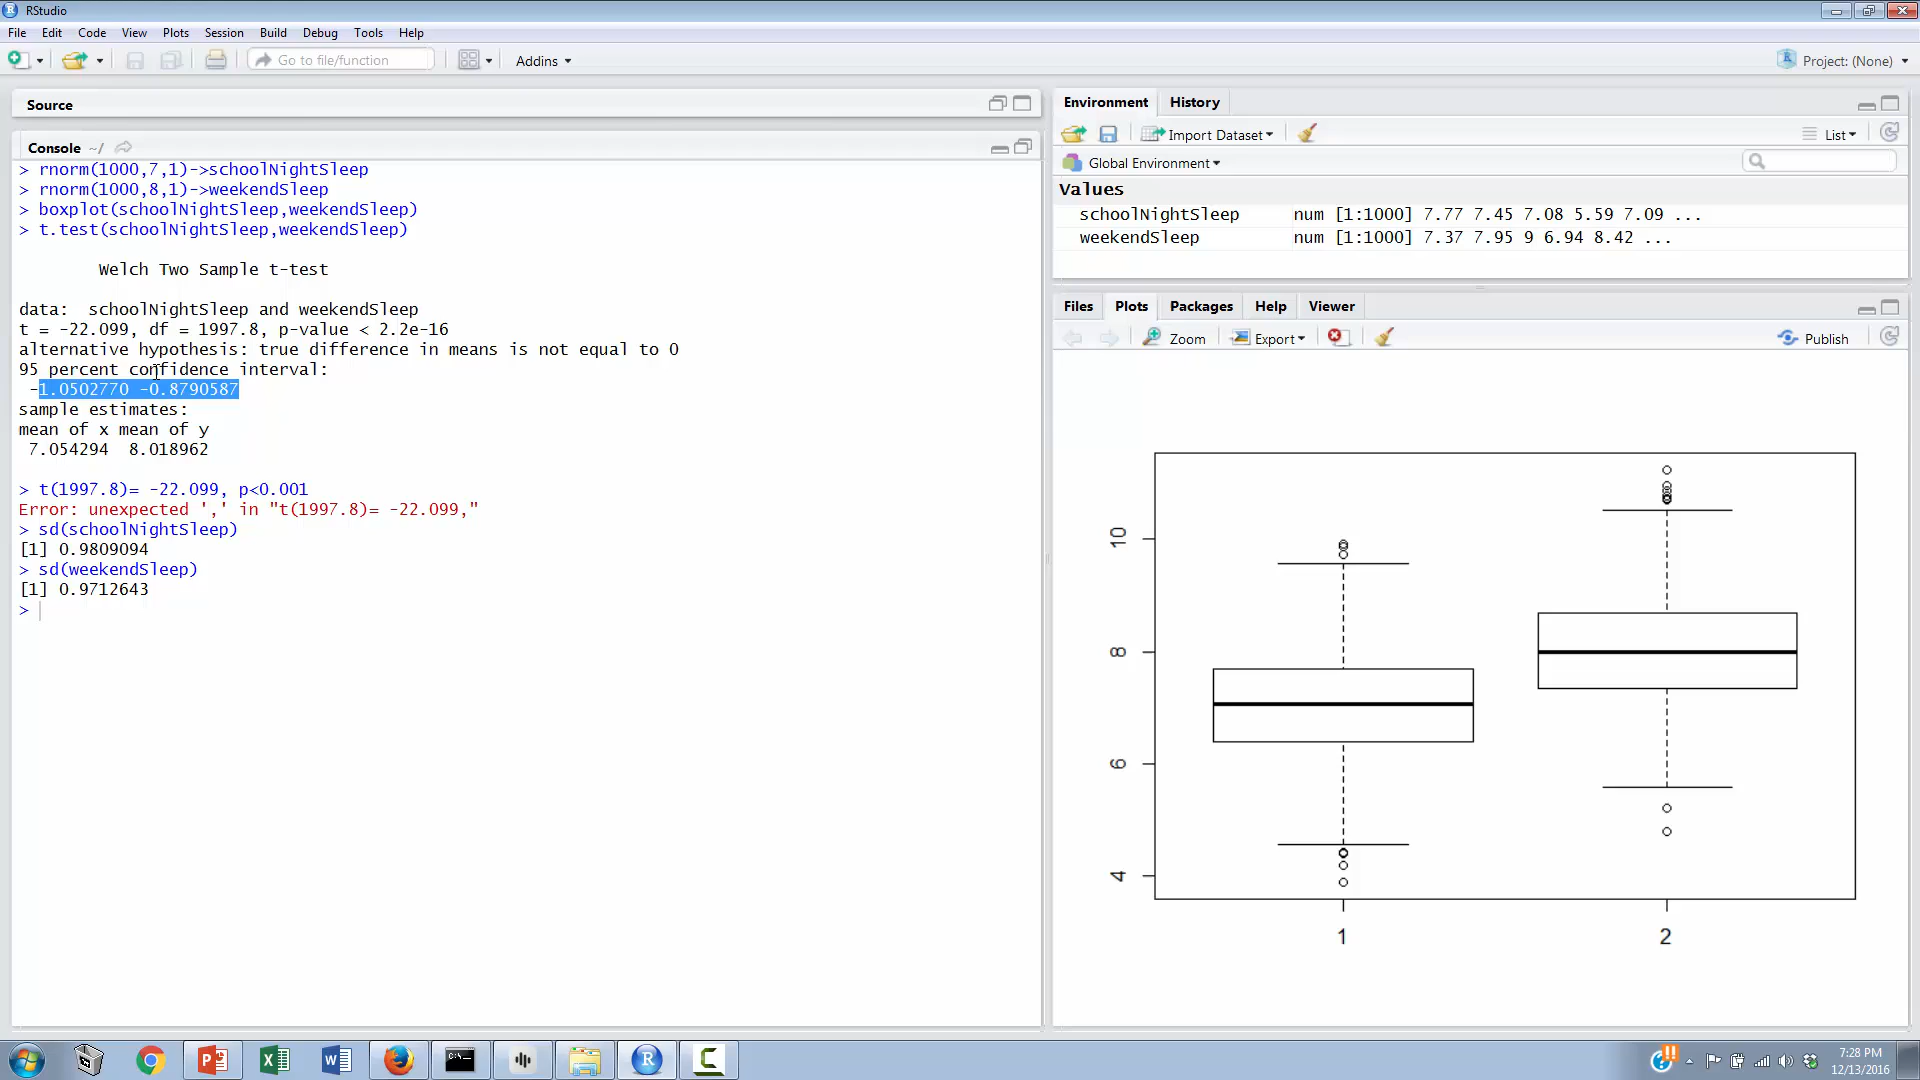 RStudio
File Edit Code View Plots Session Build Debug Tools Help
Go to file/function Addins Project: (None)
Source
Console ~/
> rnorm(1000,7,1)->schoolNightSleep
> rnorm(1000,8,1)->weekendSleep
> boxplot(schoolNightSleep,weekendSleep)
> t.test(schoolNightSleep,weekendSleep)
Welch Two Sample t-test
data: schoolNightSleep and weekendSleep
t = -22.099, df = 1997.8, p-value < 2.2e-16
alternative hypothesis: true difference in means is not equal to 0
95 percent confidence interval:
-1.0502770 -0.8790587
sample estimates:
mean of x mean of y
7.054294 8.018962
> t(1997.8)= -22.099, p<0.001
Error: unexpected ',' in "t(1997.8)= -22.099,"
> sd(schoolNightSleep)
[1] 0.9809094
> sd(weekendSleep)
[1] 0.9712643
>
Environment History
Import Dataset List
Global Environment
Values
schoolNightSleep num [1:1000] 7.77 7.45 7.08 5.59 7.09 ...
weekendSleep num [1:1000] 7.37 7.95 9 6.94 8.42 ...
Files Plots Packages Help Viewer
Zoom Export Publish
10
8
6
4
1 2
7:28 PM
12/13/2016